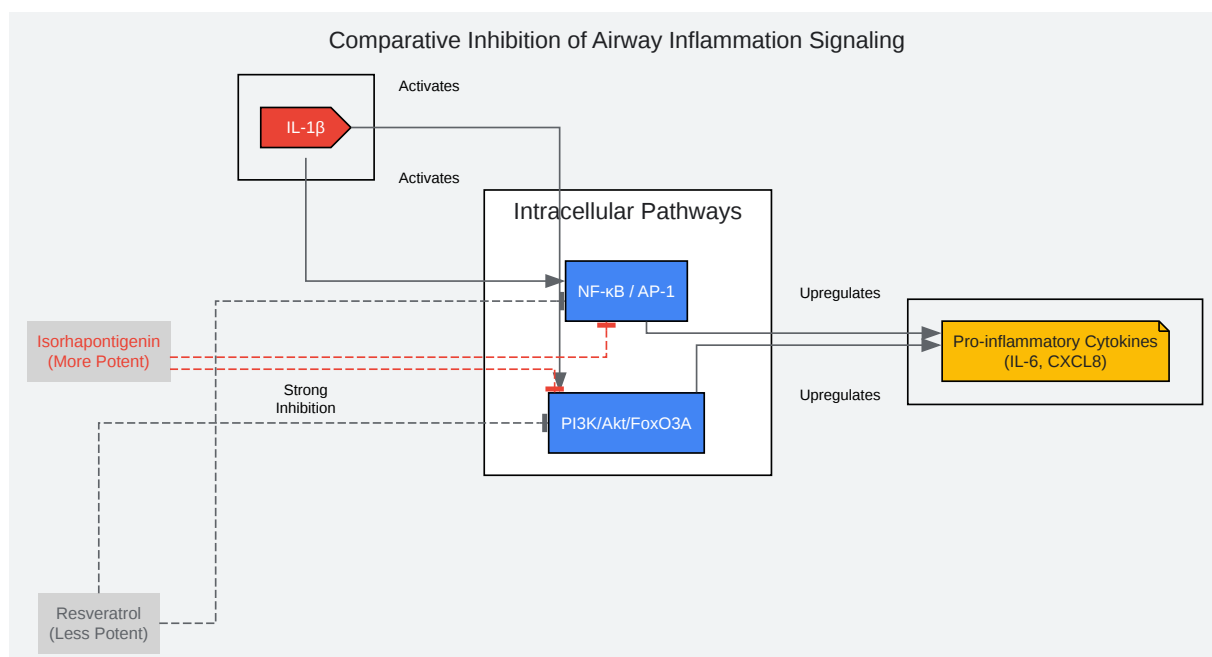 Comparative Inhibition of Airway Inflammation Signaling
Activates
IL-1β
Activates
Intracellular Pathways
NF-κB / AP-1
Upregulates
Isorhapontigenin
(More Potent)
Pro-inflammatory Cytokines
(IL-6, CXCL8)
Strong
Inhibition
Upregulates
PI3K/Akt/FoxO3A
Resveratrol
(Less Potent)